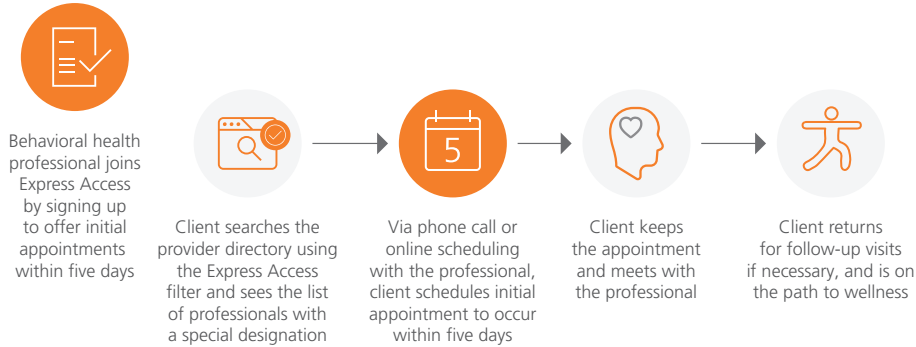 Behavioral health
professional joins
Express Access
by signing up
to offer initial
appointments
within five days
Client searches the
provider directory using
the Express Access
filter and sees the list
of professionals with
a special designation
5
Via phone call or
online scheduling
with the professional,
client schedules initial
appointment to occur
within five days
Client keeps
the appointment
and meets with
the professional
Client returns
for follow-up visits
if necessary, and is on
the path to wellness